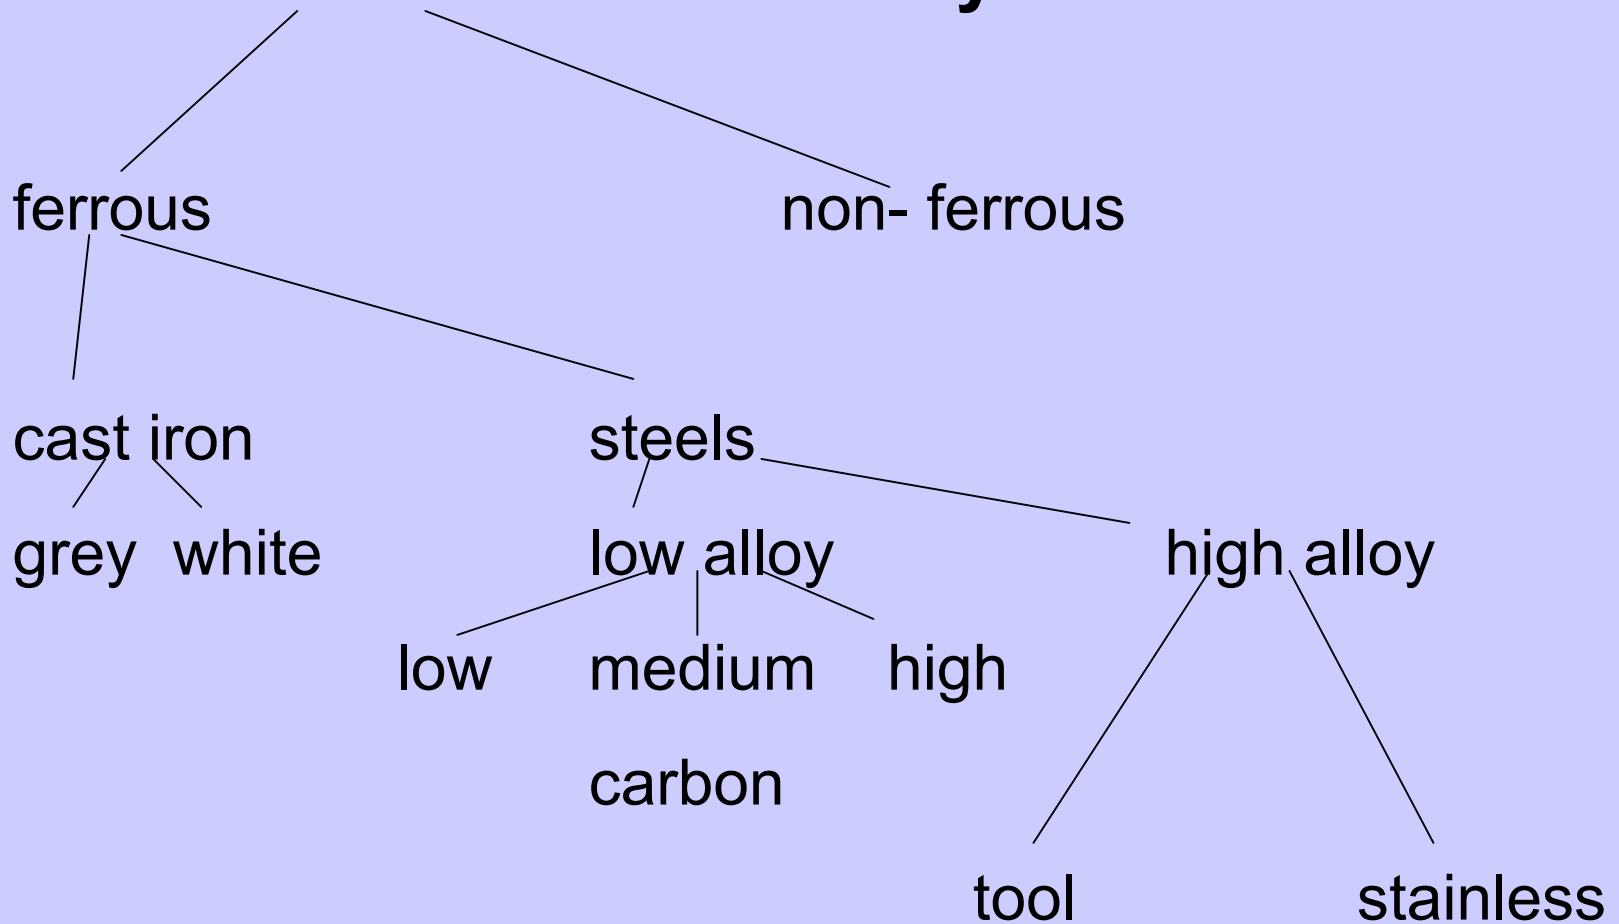 ferrous non- ferrous
cast iron steels
grey white low alloy high alloy
low medium high
carbon
tool stainless